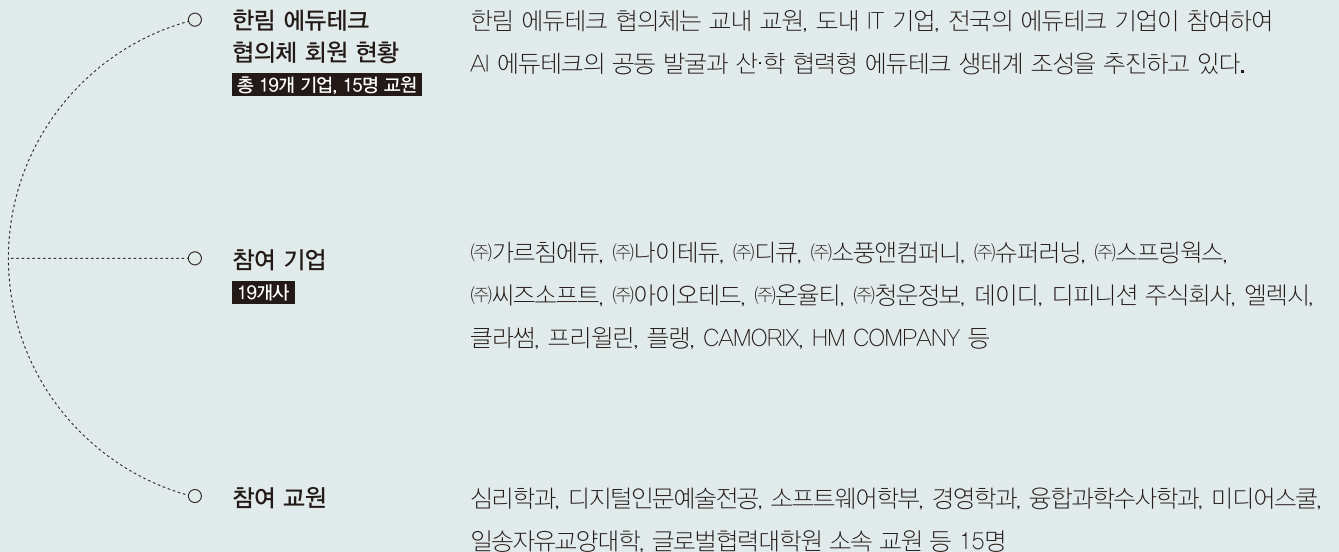 한림 에듀테크
협의체 회원 현황
총 19개 기업, 15명 교원
한림 에듀테크 협의체는 교내 교원, 도내 IT 기업, 전국의 에듀테크 기업이 참여하여
AI 에듀테크의 공동 발굴과 산·학 협력형 에듀테크 생태계 조성을 추진하고 있다.
참여 기업
19개사
㈜가르침에듀, ㈜나이테듀, ㈜디큐, ㈜소풍앤컴퍼니, ㈜슈퍼러닝, ㈜스프링웍스,
㈜씨즈소프트, ㈜아이오테드, ㈜온율티, ㈜청운정보, 데이디, 디피니션 주식회사, 엘렉시,
클라썸, 프리윌린, 플랭, CAMORIX, HM COMPANY 등
참여 교원
심리학과, 디지털인문예술전공, 소프트웨어학부, 경영학과, 융합과학수사학과, 미디어스쿨,
일송자유교양대학, 글로벌협력대학원 소속 교원 등 15명